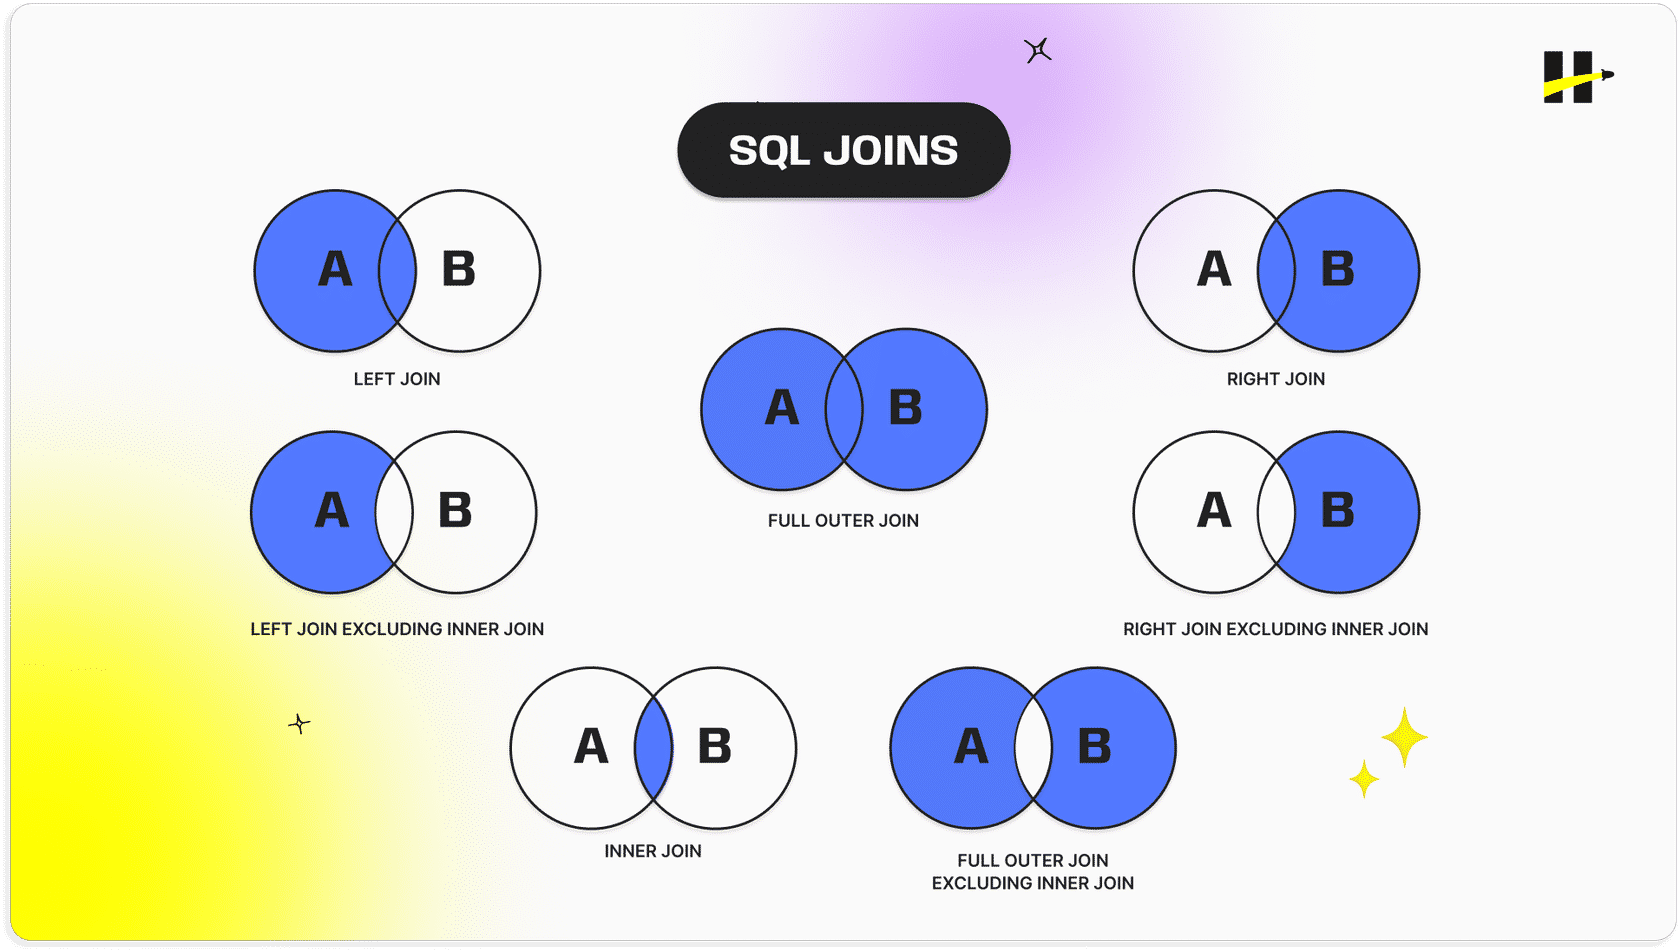 SQL JOINS
A B
LEFT JOIN
A B
RIGHT JOIN
A B
FULL OUTER JOIN
A B
LEFT JOIN EXCLUDING INNER JOIN
A B
RIGHT JOIN EXCLUDING INNER JOIN
A B
INNER JOIN
A B
FULL OUTER JOIN
EXCLUDING INNER JOIN
H